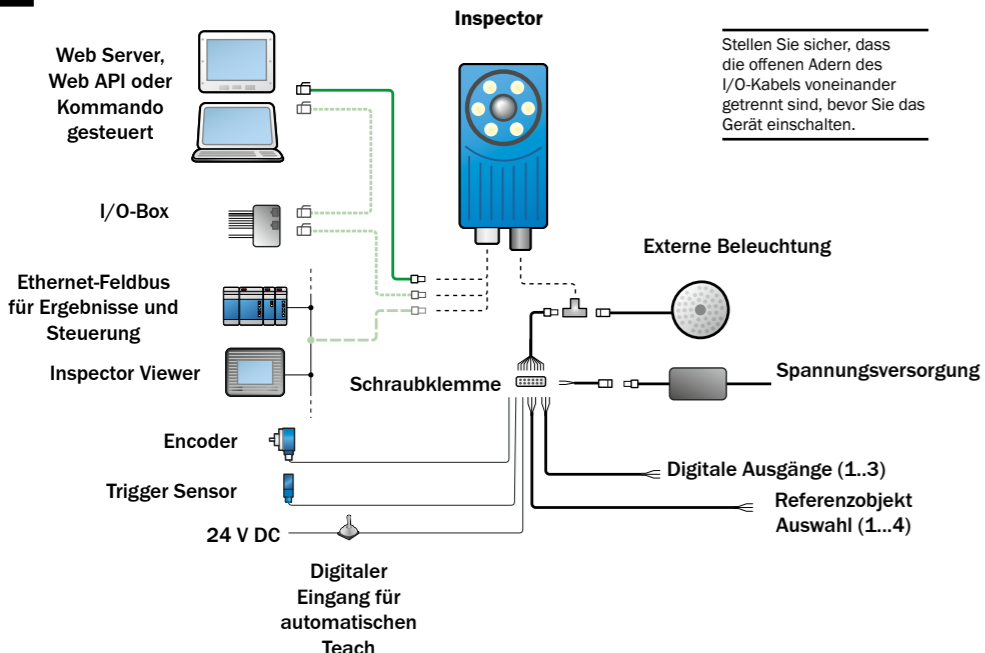 Inspector
Web Server,
Web API oder
Kommando
gesteuert
Stellen Sie sicher, dass
die offenen Adern des
I/O-Kabels voneinander
getrennt sind, bevor Sie das
Gerät einschalten.
I/O-Box
Externe Beleuchtung
Ethernet-Feldbus
für Ergebnisse und
Steuerung
Inspector Viewer
Schraubklemme
Spannungsversorgung
Encoder
Digitale Ausgänge (1..3)
Trigger Sensor
Referenzobjekt
Auswahl (1...4)
24 V DC
Digitaler
Eingang für
automatischen
Teach